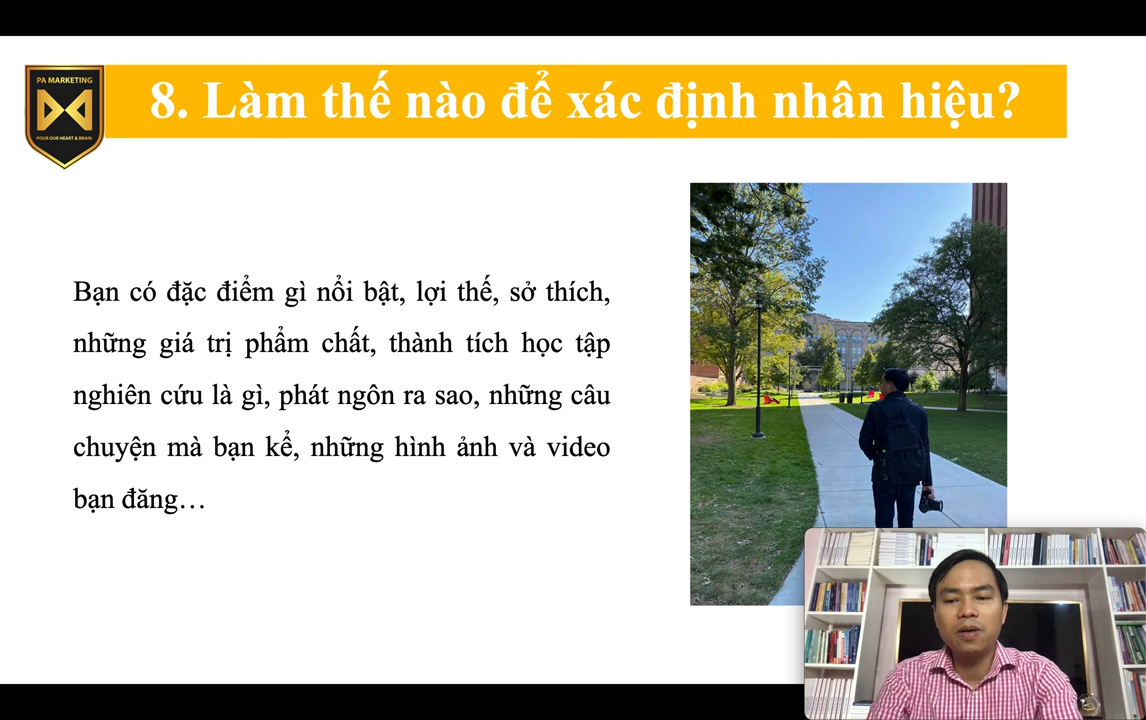 PA MARKETING
POUR OUR HEART & BRAIN
8. Làm thế nào để xác định nhân hiệu?
Bạn có đặc điểm gì nổi bật, lợi thế, sở thích,
những giá trị phẩm chất, thành tích học tập
nghiên cứu là gì, phát ngôn ra sao, những câu
chuyện mà bạn kể, những hình ảnh và video
bạn đăng…